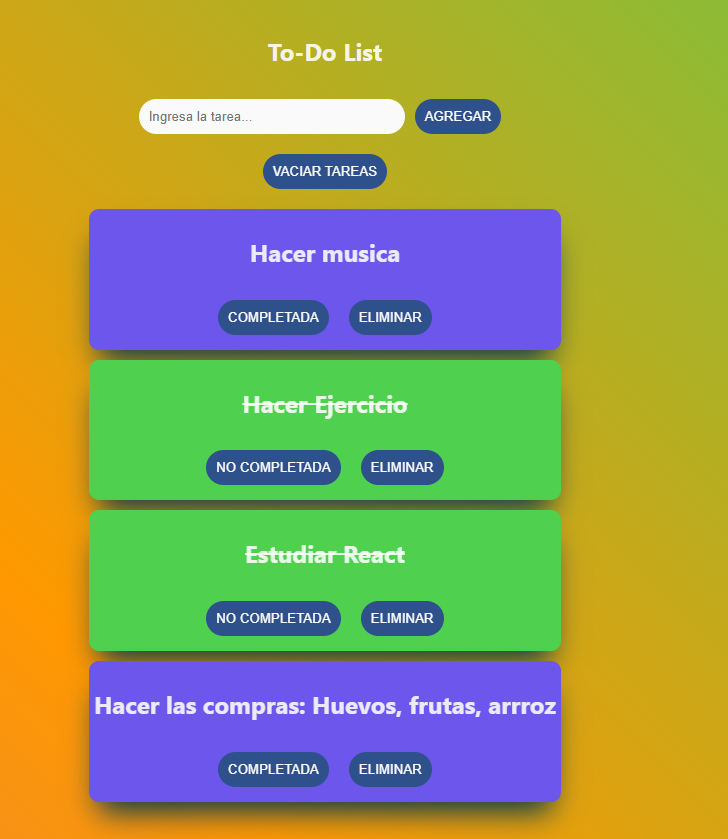 To-Do List
Ingresa la tarea... AGREGAR
VACIAR TAREAS
Hacer musica
COMPLETADA ELIMINAR
Hacer Ejercicio
NO COMPLETADA ELIMINAR
Estudiar React
NO COMPLETADA ELIMINAR
Hacer las compras: Huevos, frutas, arrroz
COMPLETADA ELIMINAR